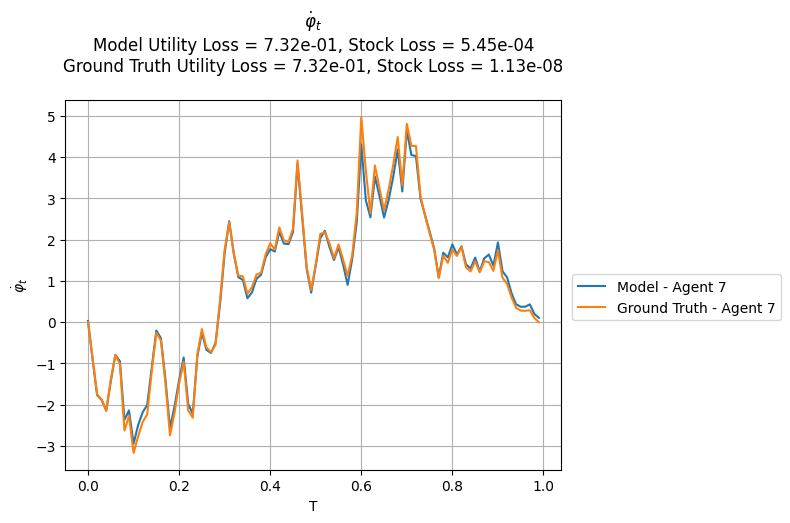 φ̇ₜ
Model Utility Loss = 7.32e-01, Stock Loss = 5.45e-04
Ground Truth Utility Loss = 7.32e-01, Stock Loss = 1.13e-08
5
4
3
2
1
0
−1
−2
−3
φ̇ₜ
0.0 0.2 0.4 0.6 0.8 1.0
T
Model - Agent 7
Ground Truth - Agent 7